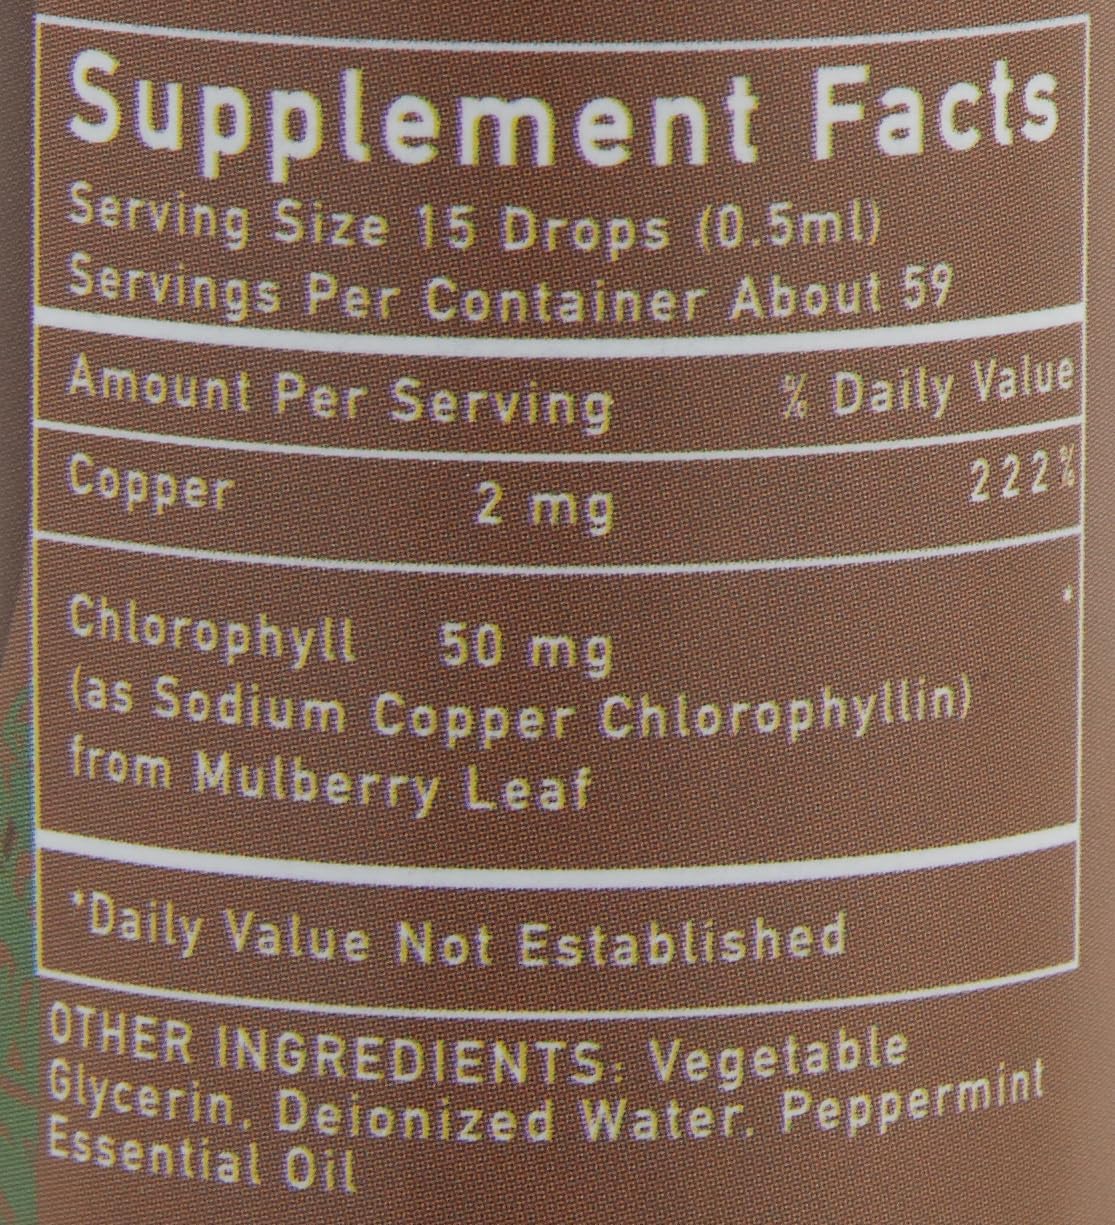 Supplement Facts
Serving Size 15 Drops (0.5ml)
Servings Per Container About 59
Amount Per Serving % Daily Value
Copper 2 mg 222%
*
Chlorophyll 50 mg
(as Sodium Copper Chlorophyllin)
from Mulberry Leaf
*Daily Value Not Established
OTHER INGREDIENTS: Vegetable
Glycerin, Deionized Water, Peppermint
Essential Oil